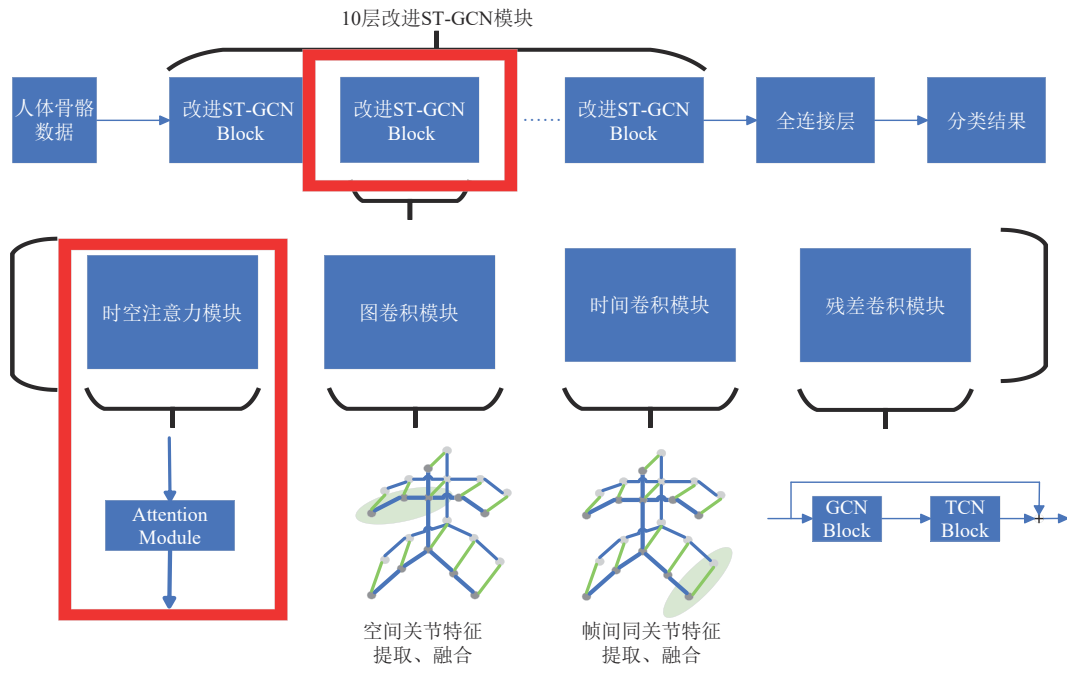 10层改进ST-GCN模块
人体骨骼
数据
改进ST-GCN
Block
改进ST-GCN
Block
......
改进ST-GCN
Block
全连接层
分类结果
时空注意力模块
图卷积模块
时间卷积模块
残差卷积模块
Attention
Module
GCN
Block
TCN
Block
+
空间关节特征
提取、融合
帧间同关节特征
提取、融合